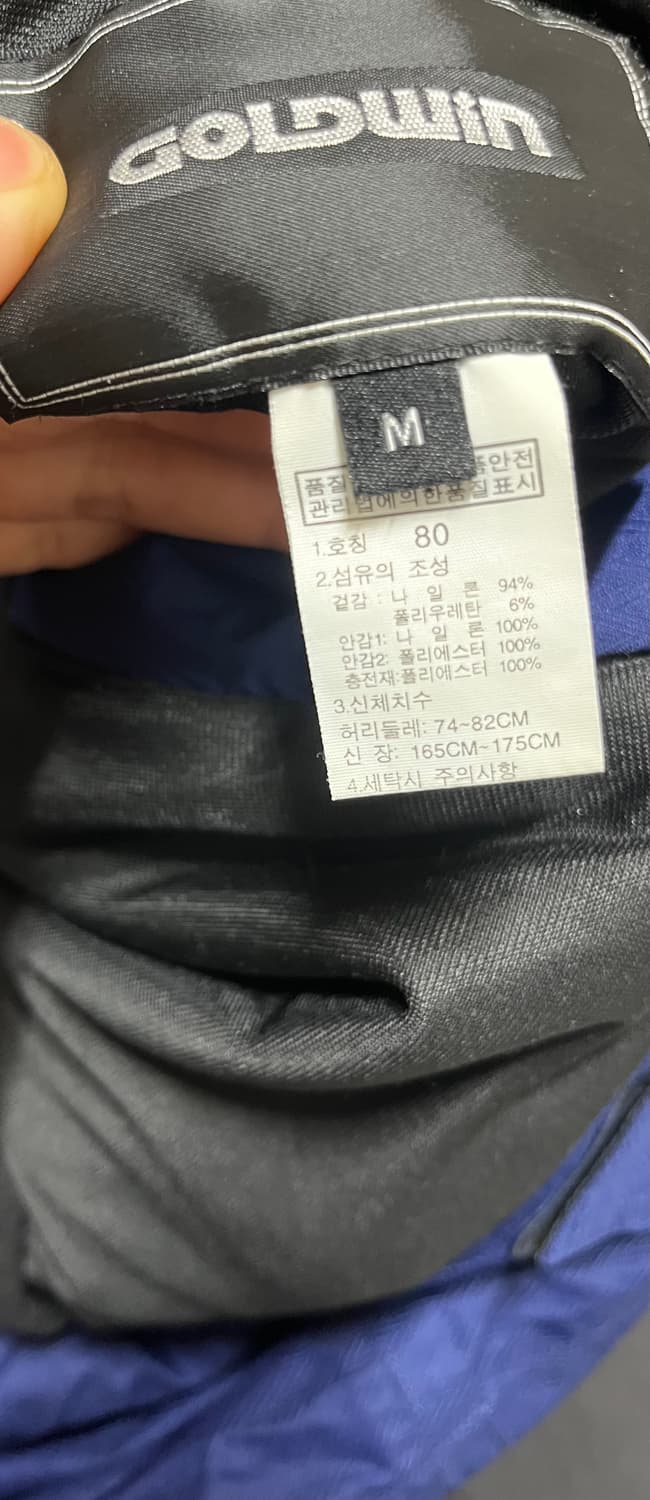 GOLDWIN
M
품질 품안전
관리법에의한품질표시
1.호칭 80
2.섬유의 조성
겉감 : 나 일 론 94%
폴리우레탄 6%
안감1: 나 일 론 100%
안감2: 폴리에스터 100%
충전재:폴리에스터 100%
3.신체치수
허리둘레: 74~82CM
신 장: 165CM~175CM
4.세탁시 주의사항